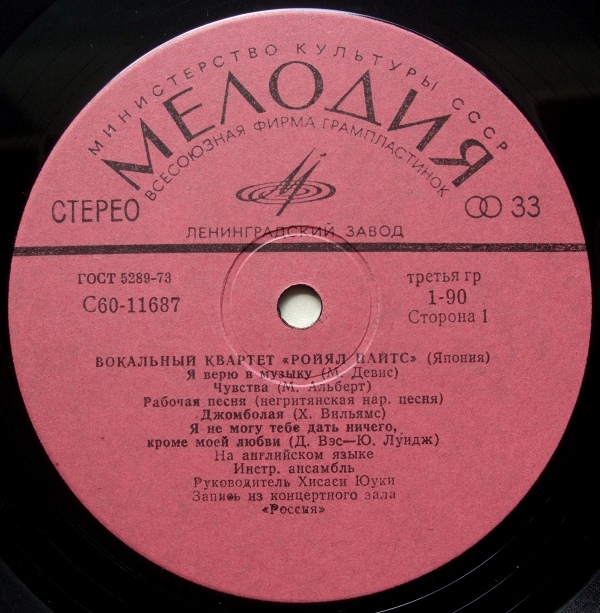 МИНИСТЕРСТВО КУЛЬТУРЫ СССР
МЕЛОДИЯ
ВСЕСОЮЗНАЯ ФИРМА ГРАМПЛАСТИНОК
СТЕРЕО
33
ЛЕНИНГРАДСКИЙ ЗАВОД
ГОСТ 5289-73
третья гр
С60-11687
1-90
Сторона 1
ВОКАЛЬНЫЙ КВАРТЕТ «РОЙЯЛ НАЙТС» (Япония)
Я верю в музыку (М. Девис)
Чувства (М. Альберт)
Рабочая песня (негритянская нар. песня)
Джомболая (Х. Вильямс)
Я не могу тебе дать ничего,
кроме моей любви (Д. Вэс—Ю. Луидж)
На английском языке
Инстр. ансамбль
Руководитель Хисаси Юуки
Запись из концертного зала
«Россия»